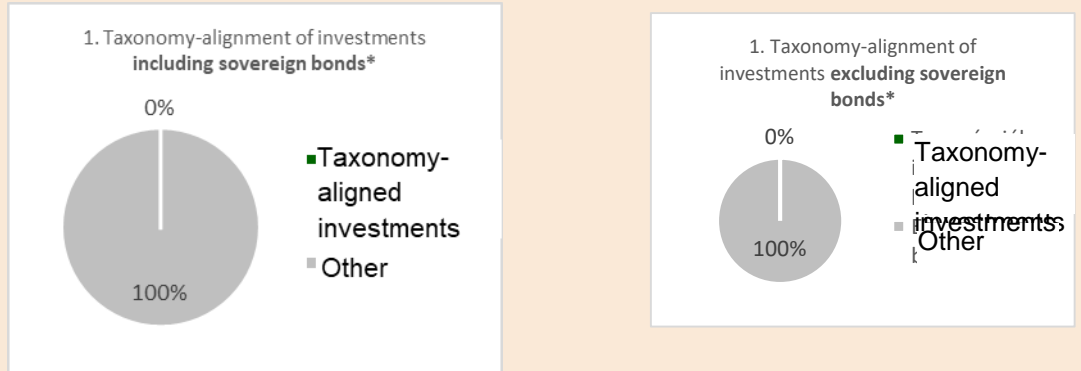 1. Taxonomy-alignment of investments
including sovereign bonds*
0%
100%
Taxonomy-
aligned
investments
Other
1. Taxonomy-alignment of
investments excluding sovereign
bonds*
0%
100%
Taxonomy-
aligned
investments
Other